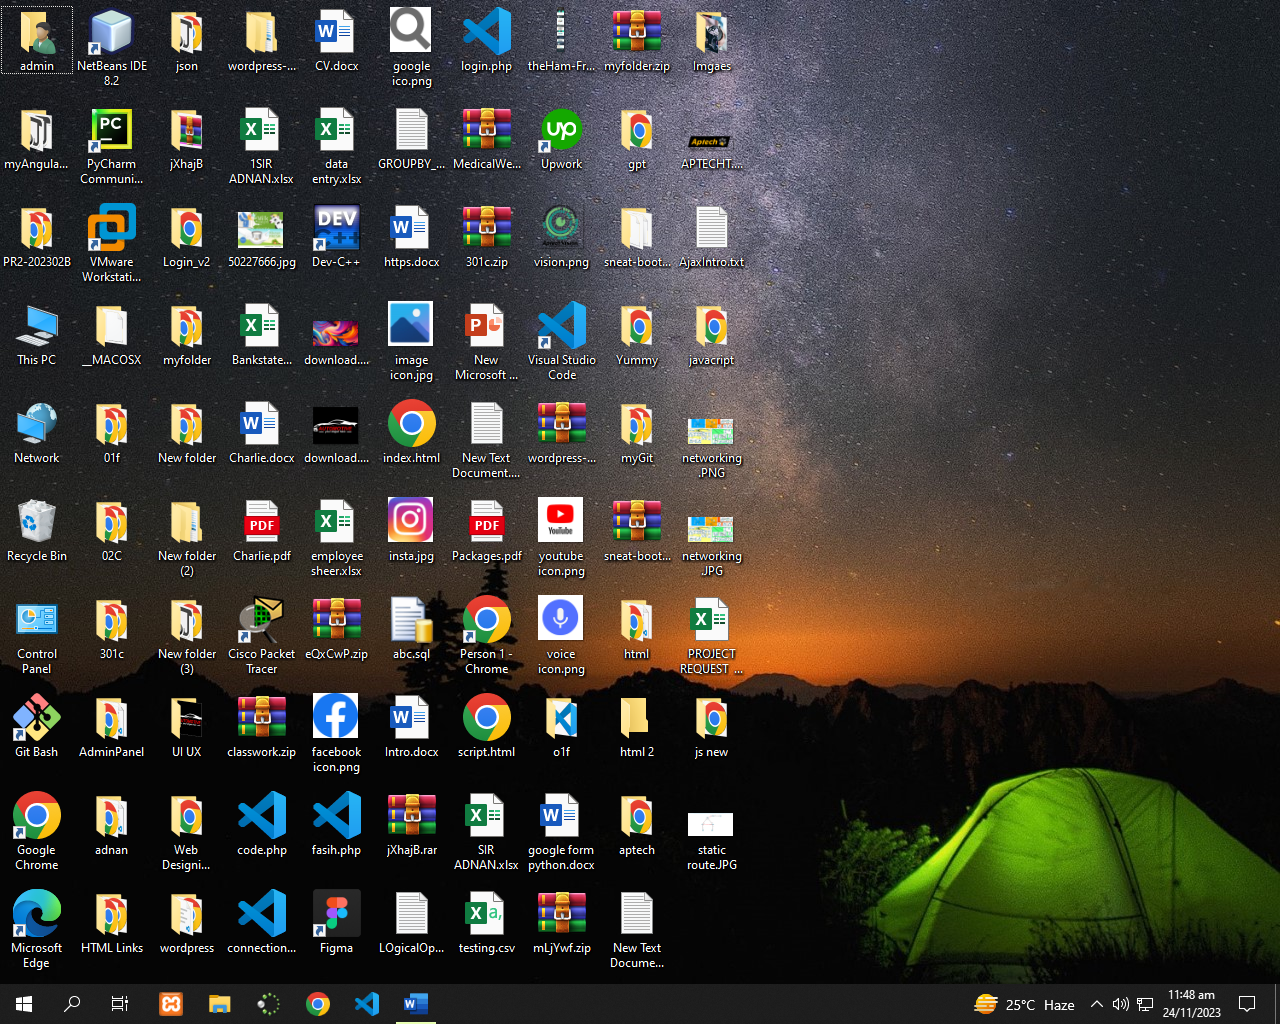 admin
NetBeans IDE
8.2
json
wordpress-...
CV.docx
google
ico.png
login.php
theHam-Fr...
myfolder.zip
Imgaes
myAngula...
PyCharm
Communi...
jXhajB
1SIR
ADNAN.xlsx
data
entry.xlsx
GROUPBY_...
MedicalWe...
Upwork
gpt
APTECHT....
PR2-202302B
VMware
Workstati...
Login_v2
50227666.jpg
Dev-C++
https.docx
301c.zip
vision.png
sneat-boot...
AjaxIntro.txt
This PC
__MACOSX
myfolder
Bankstate...
download....
image
icon.jpg
New
Microsoft ...
Visual Studio
Code
Yummy
javacript
Network
01f
New folder
Charlie.docx
download....
index.html
New Text
Document....
wordpress-...
myGit
networking
.PNG
Recycle Bin
02C
New folder
(2)
Charlie.pdf
employee
sheer.xlsx
insta.jpg
Packages.pdf
youtube
icon.png
sneat-boot...
networking
.JPG
Control
Panel
301c
New folder
(3)
Cisco Packet
Tracer
eQxCwP.zip
abc.sql
Person 1 -
Chrome
voice
icon.png
html
PROJECT
REQUEST ...
Git Bash
AdminPanel
UI UX
classwork.zip
facebook
icon.png
Intro.docx
script.html
o1f
html 2
js new
Google
Chrome
adnan
Web
Designi...
code.php
fasih.php
jXhajB.rar
SIR
ADNAN.xlsx
google form
python.docx
aptech
static
route.JPG
Microsoft
Edge
HTML Links
wordpress
connection...
Figma
LOgicalOp...
testing.csv
mLjYwf.zip
New Text
Docume...
25°C Haze
11:48 am
24/11/2023